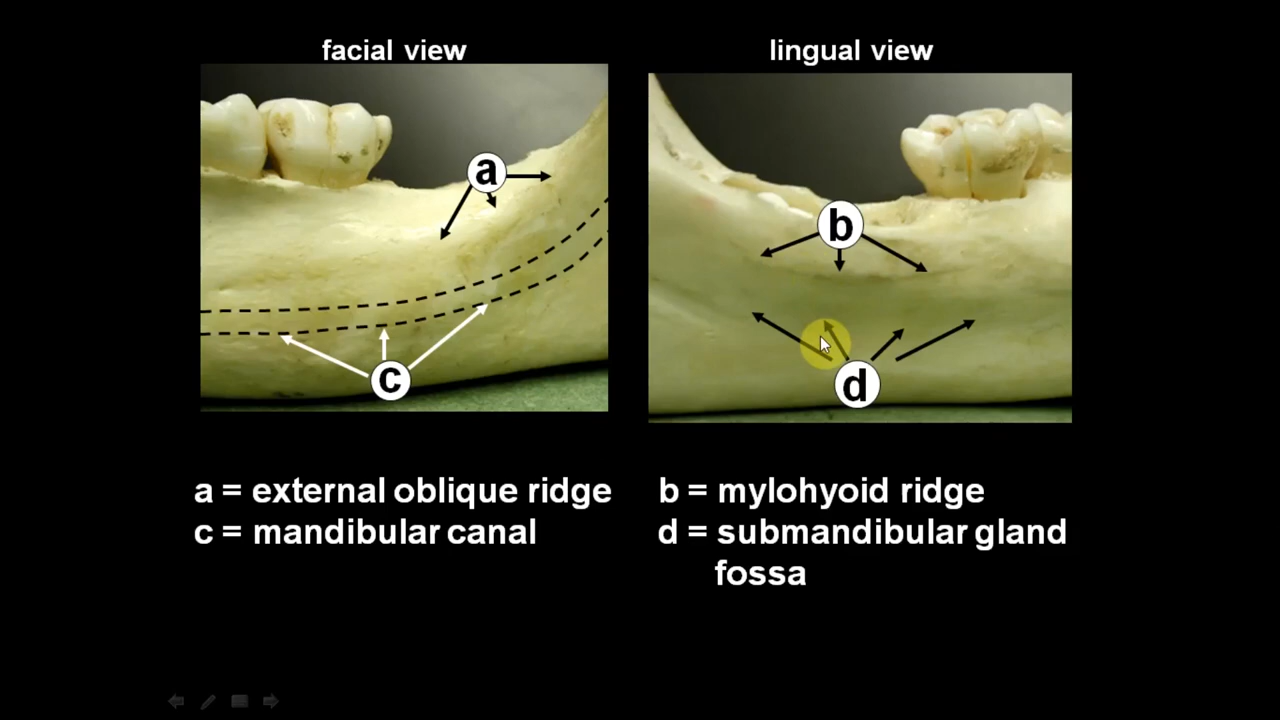 facial view
lingual view
a
b
c
d
a = external oblique ridge
c = mandibular canal
b = mylohyoid ridge
d = submandibular gland
fossa